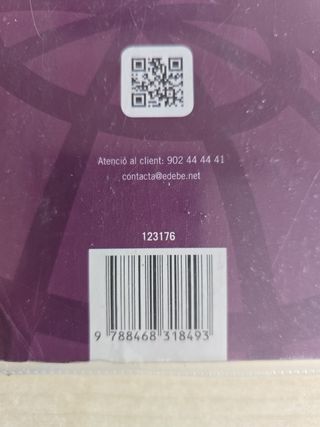 Atenció al client: 902 44 44 41
contacta@edebe.net
123176
9 788468 318493